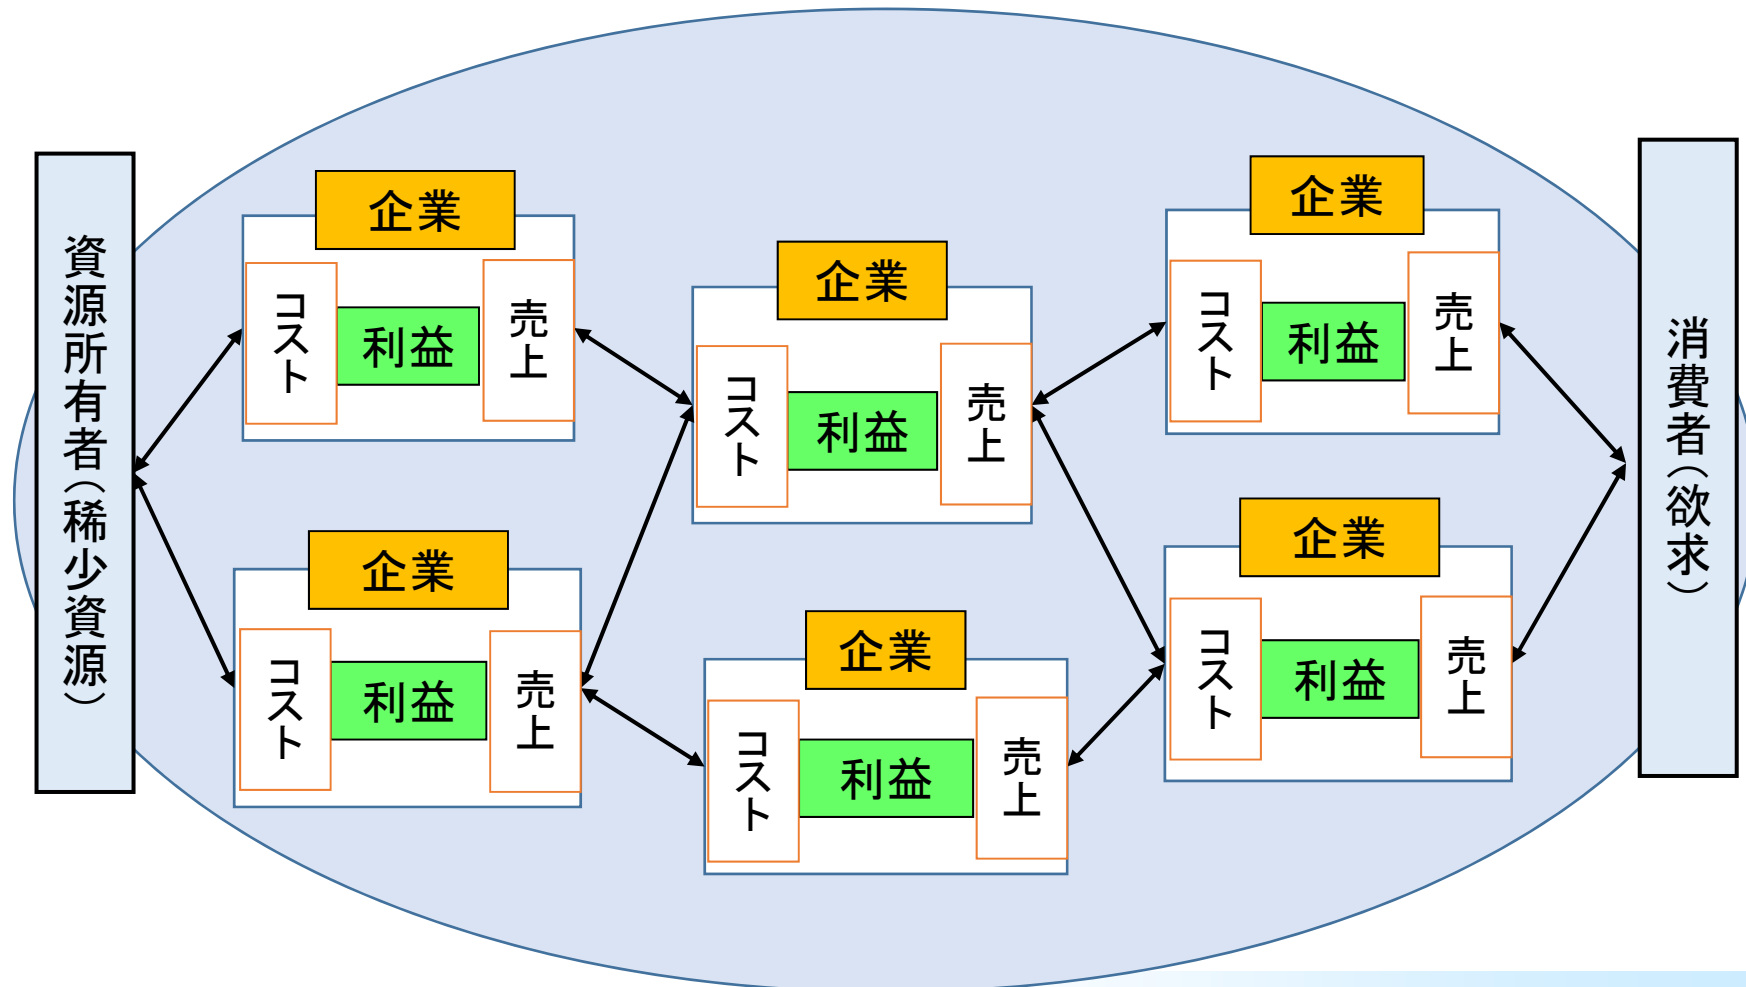 資源所有者（稀少資源）
企業
コスト
利益
売上
企業
コスト
利益
売上
企業
コスト
利益
売上
企業
コスト
利益
売上
企業
コスト
利益
売上
企業
コスト
利益
売上
消費者（欲求）